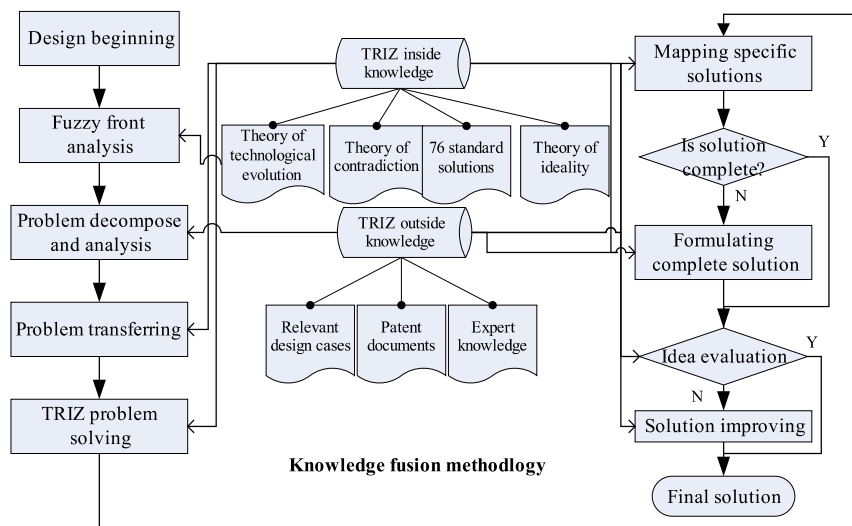 Design beginning
Fuzzy front
analysis
Problem decompose
and analysis
Problem transferring
TRIZ problem
solving
TRIZ inside
knowledge
Theory of
technological
evolution
Theory of
contradiction
76 standard
solutions
Theory of
ideality
TRIZ outside
knowledge
Relevant
design cases
Patent
documents
Expert
knowledge
Knowledge fusion methodlogy
Mapping specific
solutions
Is solution
complete?
Y
N
Formulating
complete solution
Idea evaluation
Y
N
Solution improving
Final solution